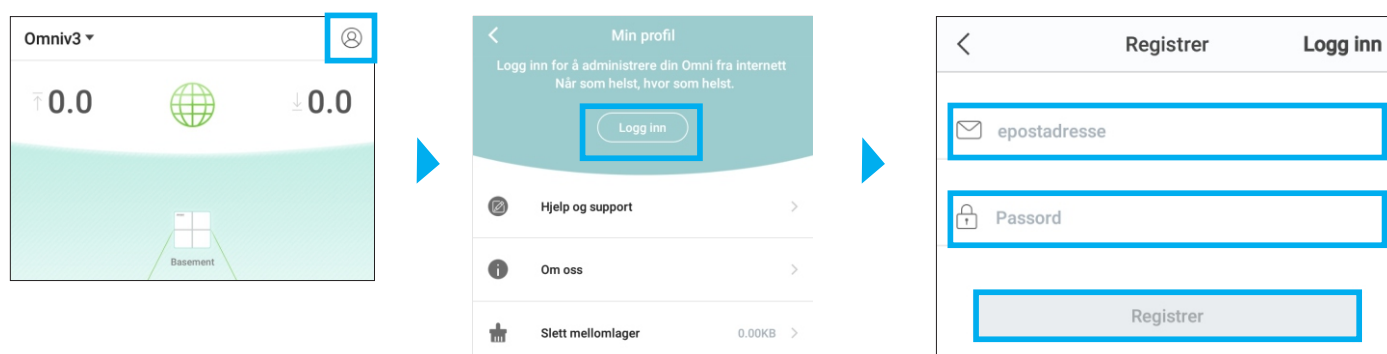 Omniv3
0.0
0.0
Basement
Min profil
Logg inn for å administrere din Omni fra internett
Når som helst, hvor som helst.
Logg inn
Hjelp og support
Om oss
Slett mellomlager 0.00KB
Registrer Logg inn
epostadresse
Passord
Registrer